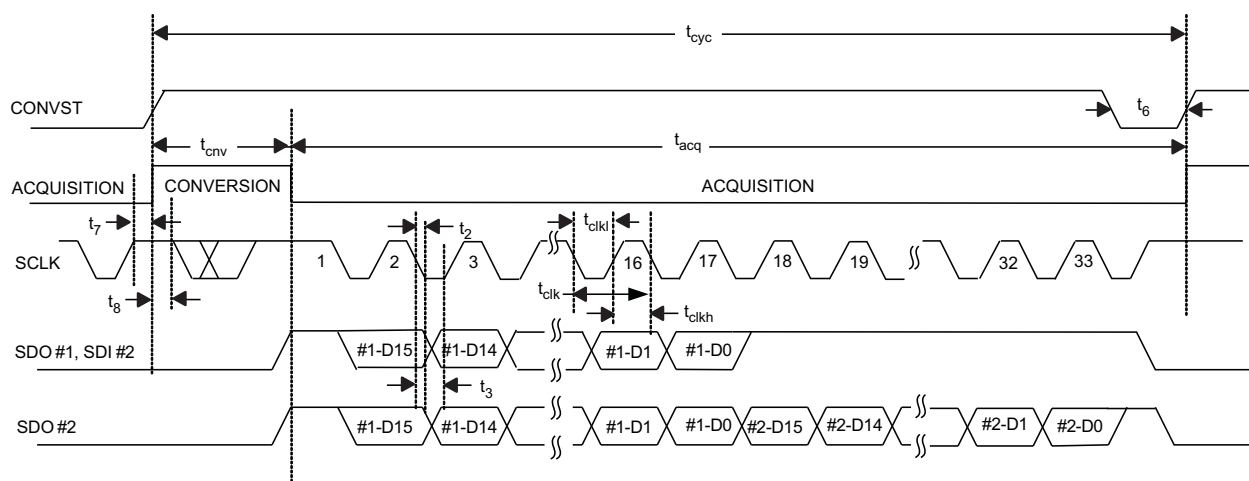 tcyc
CONVST
t6
tcnv
tacq
ACQUISITION
CONVERSION
ACQUISITION
t7
t2
tclkl
SCLK
1
2
3
16
17
18
19
32
33
t8
tclk
tclkh
SDO #1, SDI #2
#1-D15
#1-D14
#1-D1
#1-D0
t3
SDO #2
#1-D15
#1-D14
#1-D1
#1-D0
#2-D15
#2-D14
#2-D1
#2-D0